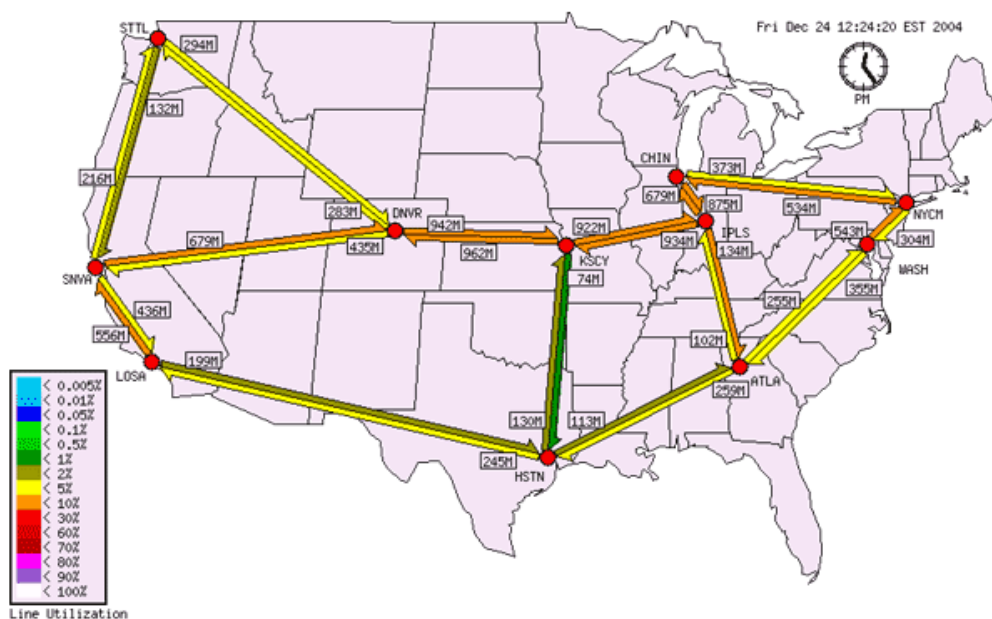 Fri Dec 24 12:24:20 EST 2004
PM
STTL
294M
132M
216M
CHIN
373M
679M
875M
534M
NYCM
283M
DNVR
942M
922M
IPLS
543M
304M
679M
435M
962M
KSCY
934M
134M
WASH
SNVA
74M
255M
355M
436M
556M
LOSA
199M
102M
ATLA
259M
130M
113M
245M
HSTN
< 0.005%
< 0.01%
< 0.05%
< 0.1%
< 0.5%
< 1%
< 2%
< 5%
< 10%
< 30%
< 60%
< 70%
< 80%
< 90%
< 100%
Line Utilization